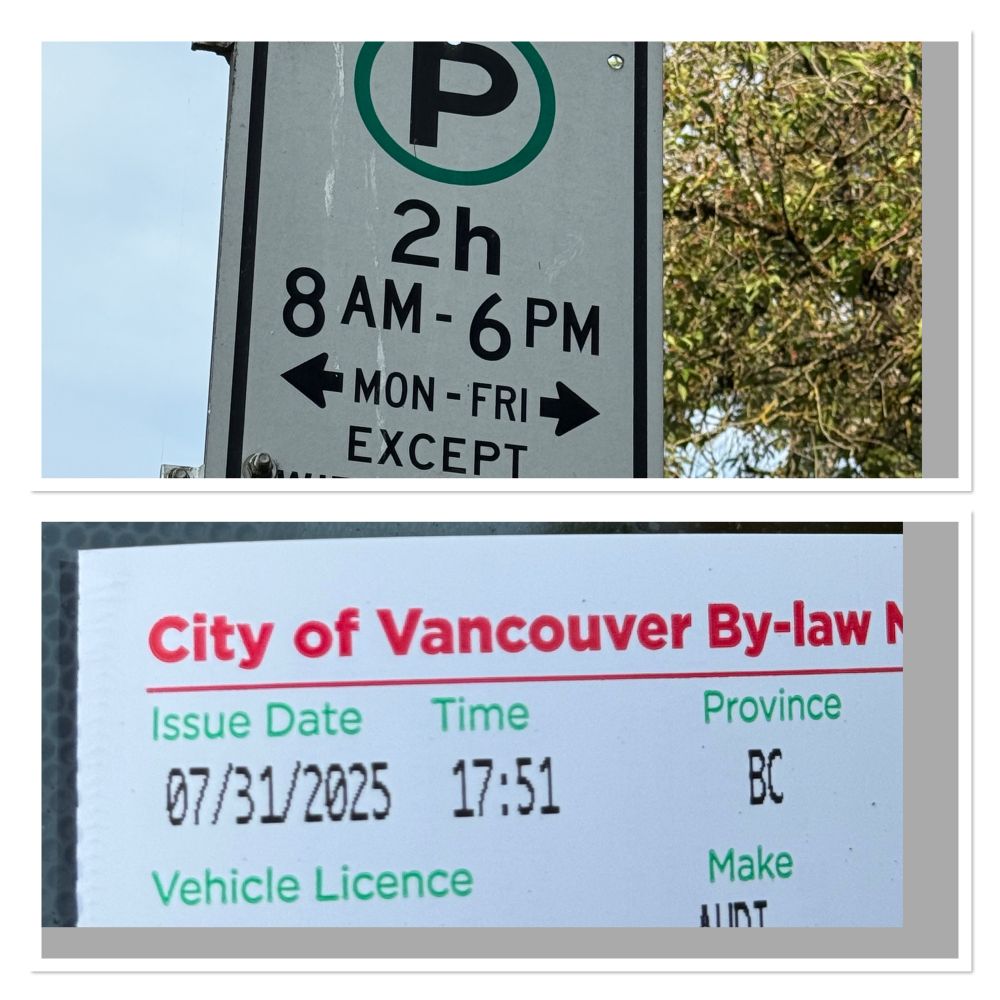 P
2h
8 AM - 6 PM
MON - FRI
EXCEPT
City of Vancouver By-law
Issue Date Time Province
07/31/2025 17:51 BC
Vehicle Licence Make
AUDI